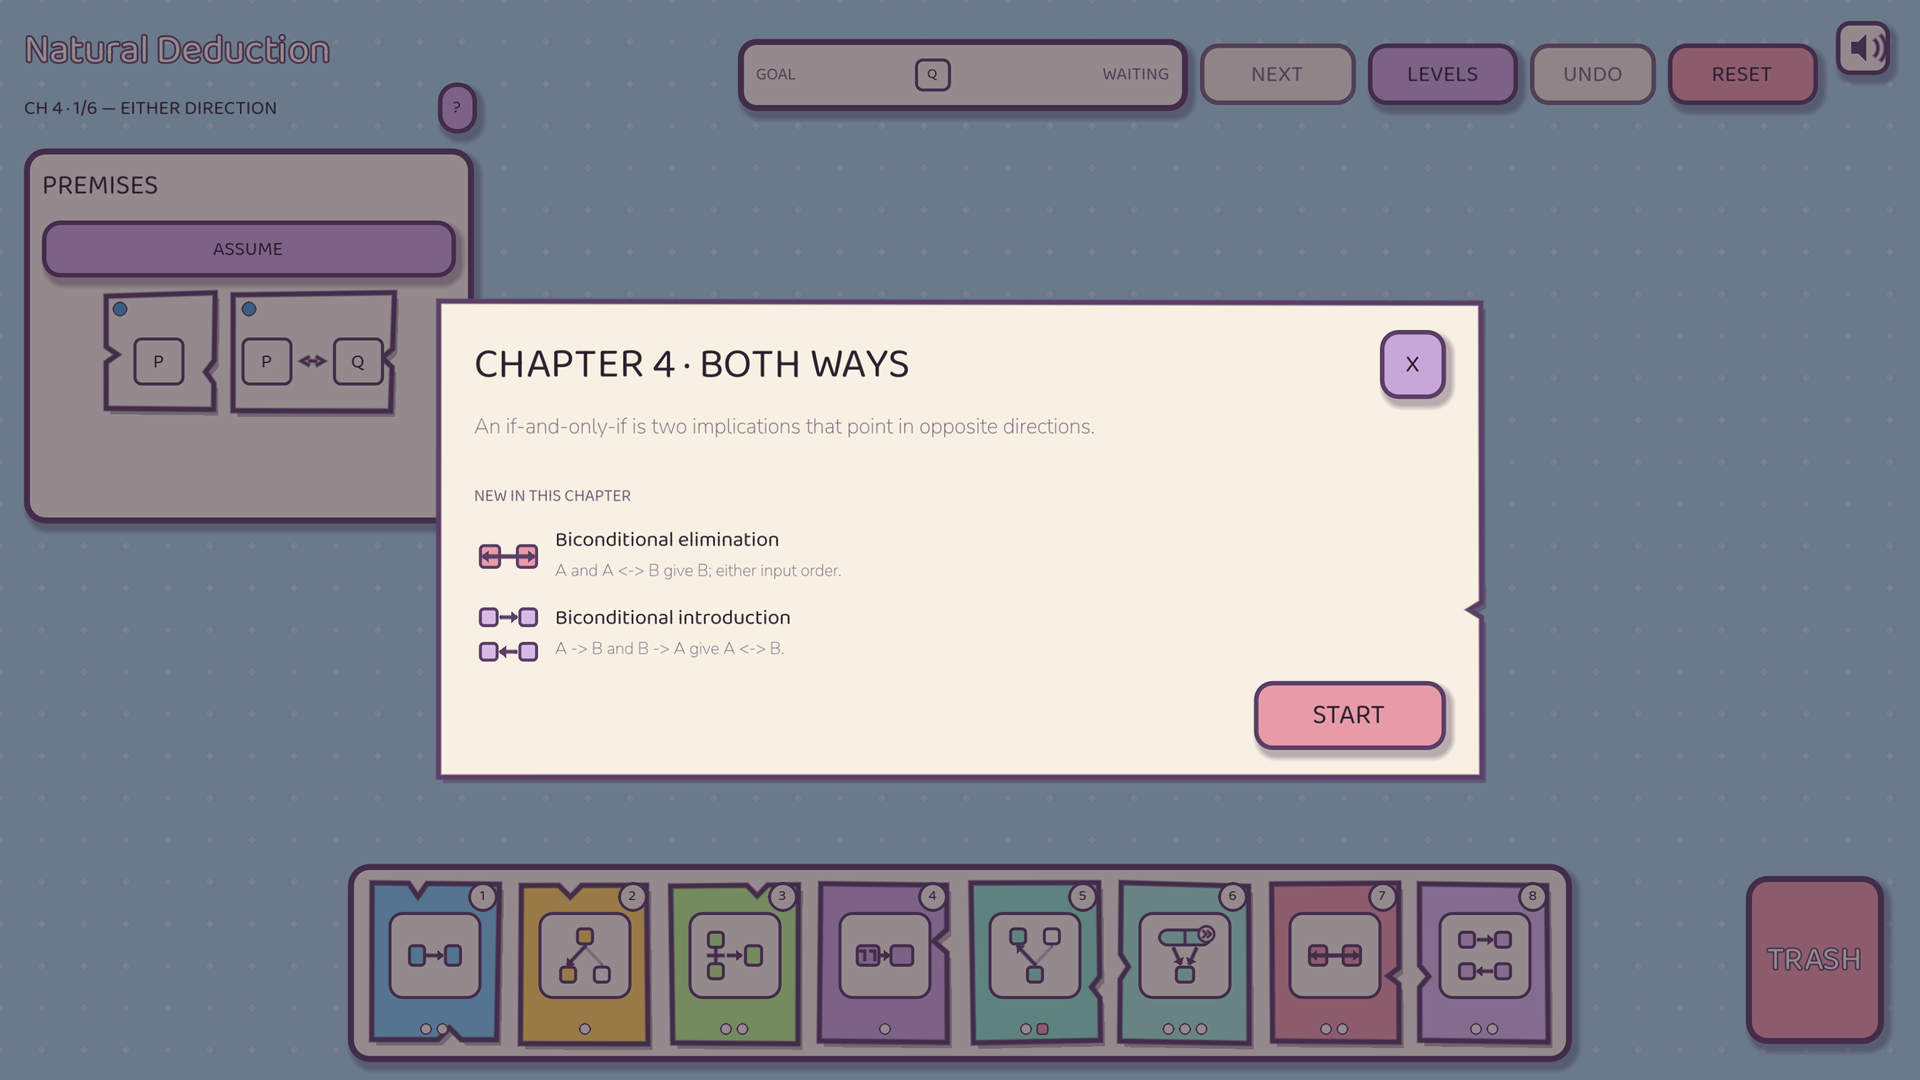 Natural Deduction
CH 4 · 1/6 — EITHER DIRECTION
?
GOAL
Q
WAITING
NEXT
LEVELS
UNDO
RESET
PREMISES
ASSUME
P
P
Q
CHAPTER 4 · BOTH WAYS
X
An if-and-only-if is two implications that point in opposite directions.
NEW IN THIS CHAPTER
Biconditional elimination
A and A <-> B give B; either input order.
Biconditional introduction
A -> B and B -> A give A <-> B.
START
1
2
3
4
5
6
7
8
TRASH